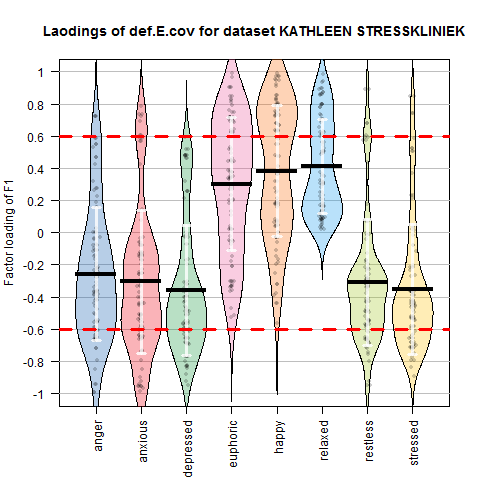 Laodings of def.E.cov for dataset KATHLEEN STRESSKLINIEK
Factor loading of F1
1
0.8
0.6
0.4
0.2
0
-0.2
-0.4
-0.6
-0.8
-1
anger
anxious
depressed
euphoric
happy
relaxed
restless
stressed